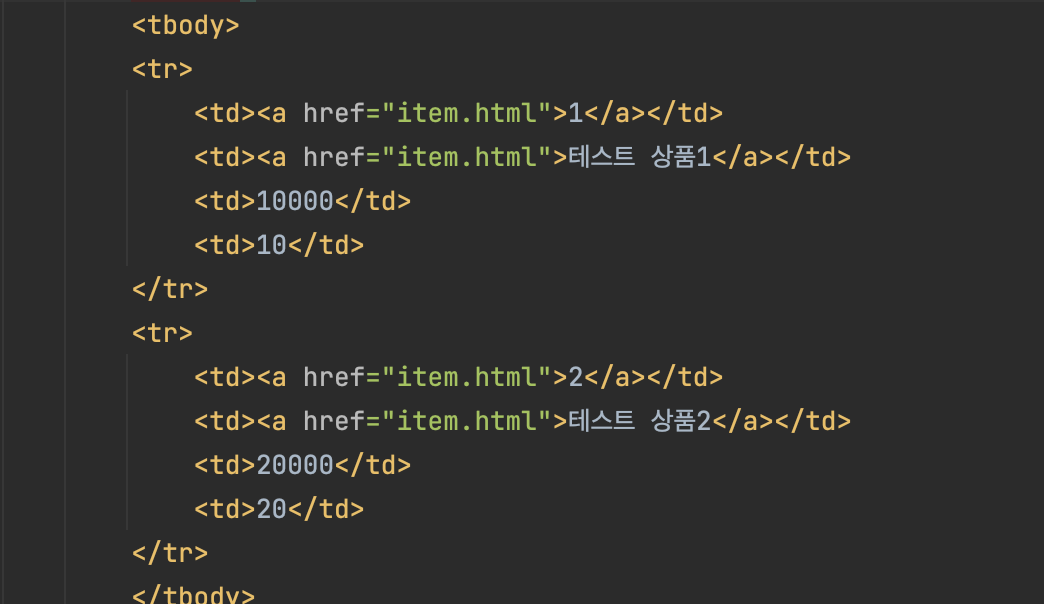 <tbody>
<tr>
<td><a href="item.html">1</a></td>
<td><a href="item.html">테스트 상품1</a></td>
<td>10000</td>
<td>10</td>
</tr>
<tr>
<td><a href="item.html">2</a></td>
<td><a href="item.html">테스트 상품2</a></td>
<td>20000</td>
<td>20</td>
</tr>
</tbody>